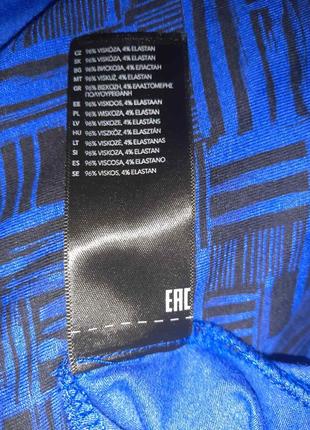 CZ 96% VISKÓZA, 4% ELASTAN
SK 96% VISKÓZA, 4% ELASTAN
BG 96% ВИСКОЗА, 4% ЕЛАСТАН
MT 96% VISKUŻ, 4% ELASTAN
GR 96% ΒΙΣΚΟΖΗ, 4% ΕΛΑΣΤΟΜΕΡΗΣ
ΠΟΛΥΟΥΡΕΘΑΝΗ
EE 96% VISKOOS, 4% ELASTAAN
PL 96% WISKOZA, 4% ELASTAN
LV 96% VISKOZE, 4% ELASTĀNS
HU 96% VISZKÓZ, 4% ELASZTÁN
LT 96% VISKOZĖ, 4% ELASTANAS
SI 96% VISKOZA, 4% ELASTAN
ES 96% VISCOSA, 4% ELASTANO
SE 96% VISKOS, 4% ELASTAN
EAC